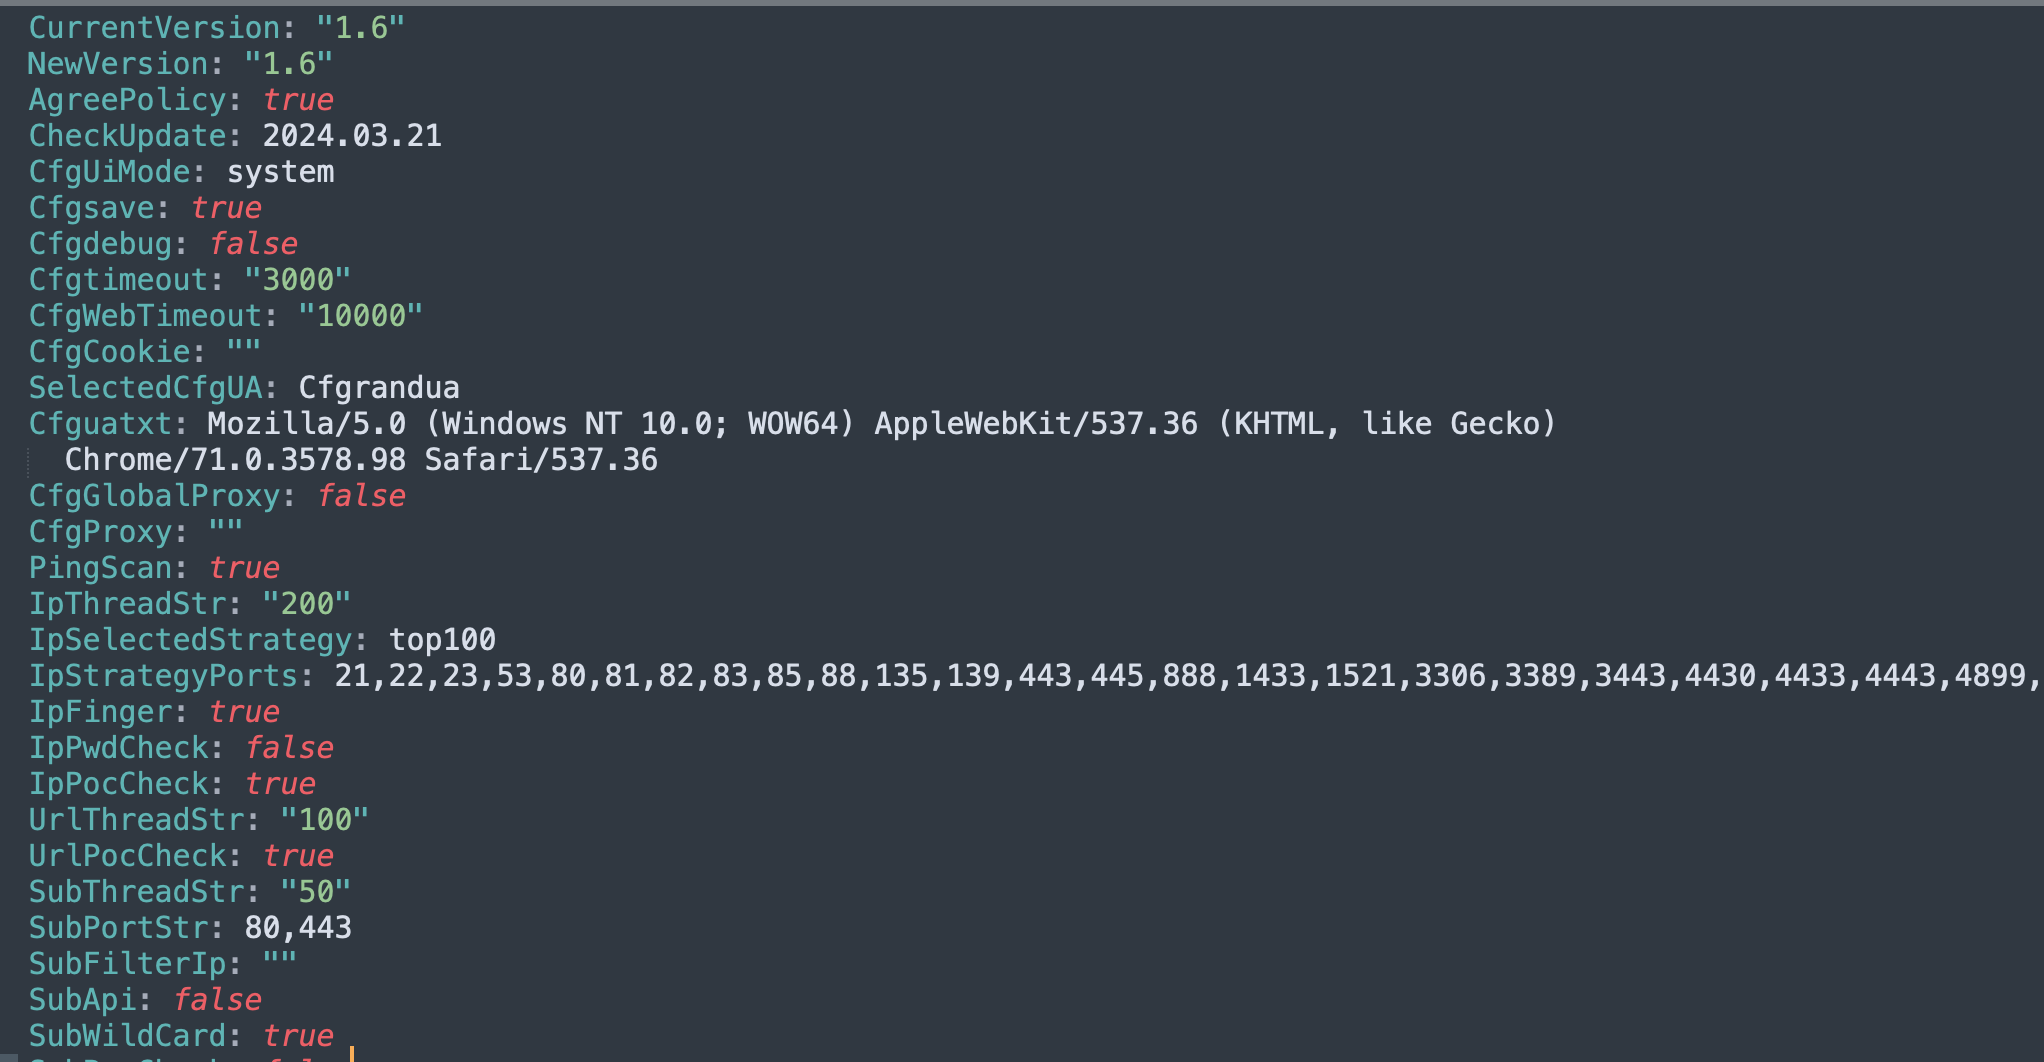 CurrentVersion: "1.6"
NewVersion: "1.6"
AgreePolicy: true
CheckUpdate: 2024.03.21
CfgUiMode: system
Cfgsave: true
Cfgdebug: false
Cfgtimeout: "3000"
CfgWebTimeout: "10000"
CfgCookie: ""
SelectedCfgUA: Cfgrandua
Cfguatxt: Mozilla/5.0 (Windows NT 10.0; WOW64) AppleWebKit/537.36 (KHTML, like Gecko)
Chrome/71.0.3578.98 Safari/537.36
CfgGlobalProxy: false
CfgProxy: ""
PingScan: true
IpThreadStr: "200"
IpSelectedStrategy: top100
IpStrategyPorts: 21,22,23,53,80,81,82,83,85,88,135,139,443,445,888,1433,1521,3306,3389,3443,4430,4433,4443,4899,
IpFinger: true
IpPwdCheck: false
IpPocCheck: true
UrlThreadStr: "100"
UrlPocCheck: true
SubThreadStr: "50"
SubPortStr: 80,443
SubFilterIp: ""
SubApi: false
SubWildCard: true